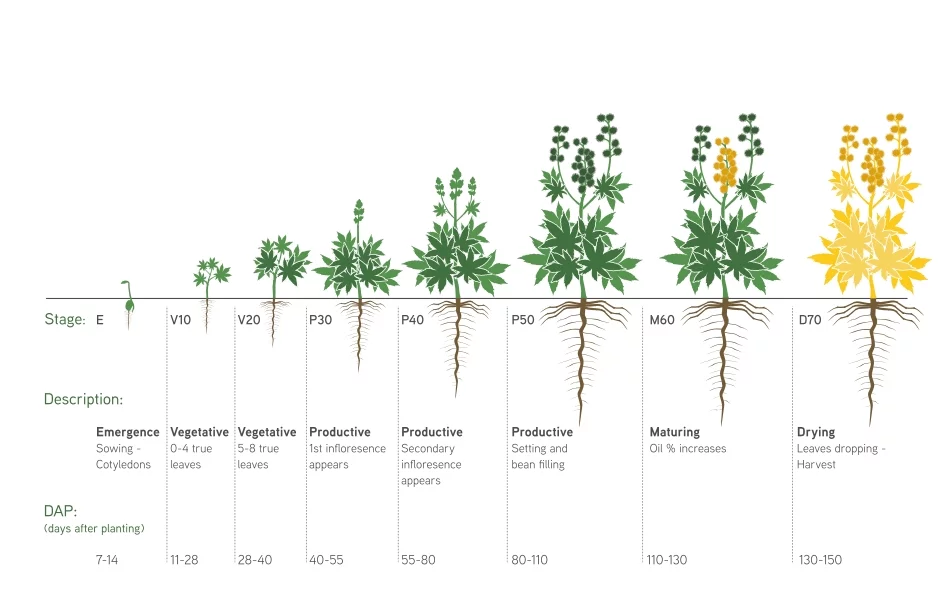 Stage: E V10 V20 P30 P40 P50 M60 D70
Description:
Emergence Vegetative Vegetative Productive Productive Productive Maturing Drying
Sowing - 0-4 true 5-8 true 1st infloresence Secondary Setting and Oil % increases Leaves dropping -
Cotyledons leaves leaves appears infloresence bean filling Harvest
appears
DAP:
(days after planting)
7-14 11-28 28-40 40-55 55-80 80-110 110-130 130-150